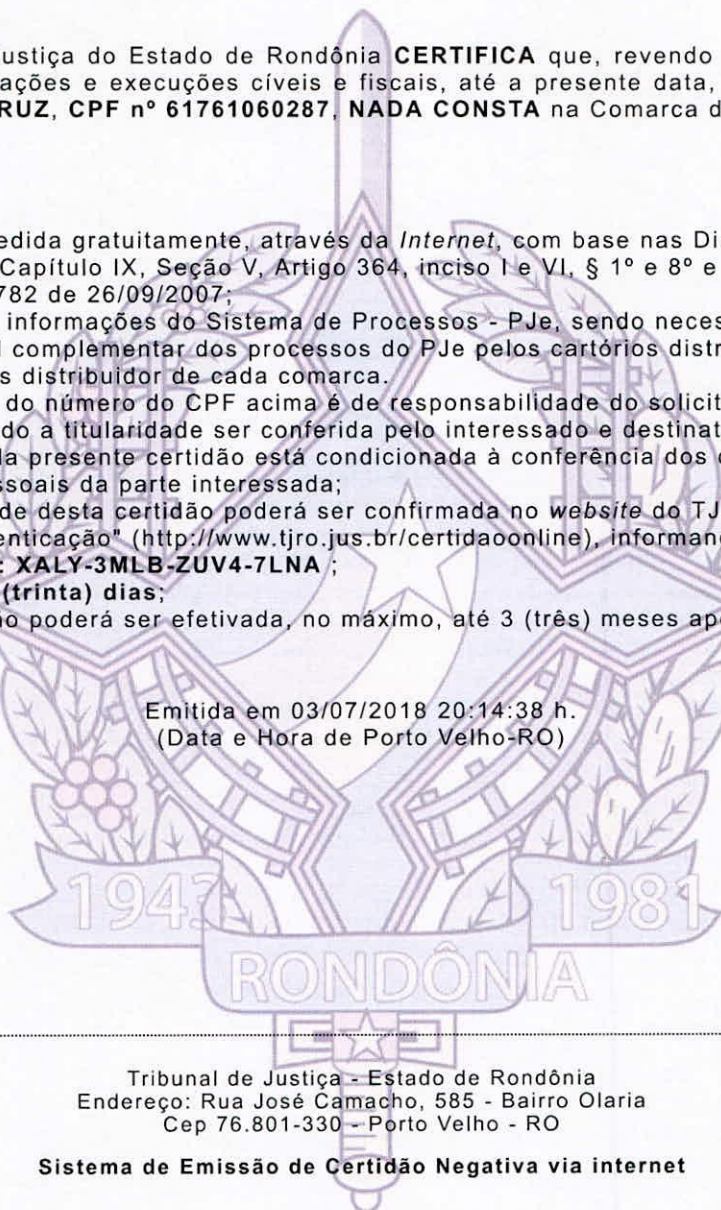 ustiça do Estado de Rondônia CERTIFICA que, revendo
ações e execuções cíveis e fiscais, até a presente data,
RUZ, CPF nº 61761060287, NADA CONSTA na Comarca d
edida gratuitamente, através da Internet, com base nas Di
Capítulo IX, Seção V, Artigo 364, inciso I e VI, § 1º e 8º e
782 de 26/09/2007;
informações do Sistema de Processos - PJe, sendo neces
l complementar dos processos do PJe pelos cartórios distr
s distribuidor de cada comarca.
do número do CPF acima é de responsabilidade do solicit
do a titularidade ser conferida pelo interessado e destinat
la presente certidão está condicionada à conferência dos
ssoais da parte interessada;
de desta certidão poderá ser confirmada no website do TJ
enticação" (http://www.tjro.jus.br/certidaoonline), informan
: XALY-3MLB-ZUV4-7LNA ;
(trinta) dias;
o poderá ser efetivada, no máximo, até 3 (três) meses ap
Emitida em 03/07/2018 20:14:38 h.
(Data e Hora de Porto Velho-RO)
1943
1981
RONDÔNIA
Tribunal de Justiça - Estado de Rondônia
Endereço: Rua José Camacho, 585 - Bairro Olaria
Cep 76.801-330 - Porto Velho - RO
Sistema de Emissão de Certidão Negativa via internet